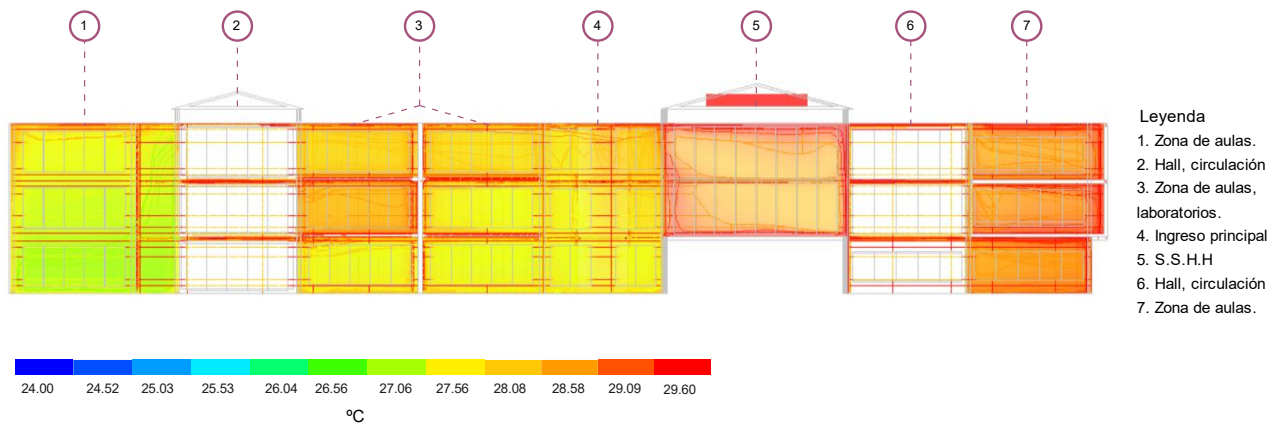 1 2 3 4 5 6 7
Leyenda
1. Zona de aulas.
2. Hall, circulación
3. Zona de aulas,
laboratorios.
4. Ingreso principal
5. S.S.H.H
6. Hall, circulación
7. Zona de aulas.
24.00 24.52 25.03 25.53 26.04 26.56 27.06 27.56 28.08 28.58 29.09 29.60
ºC